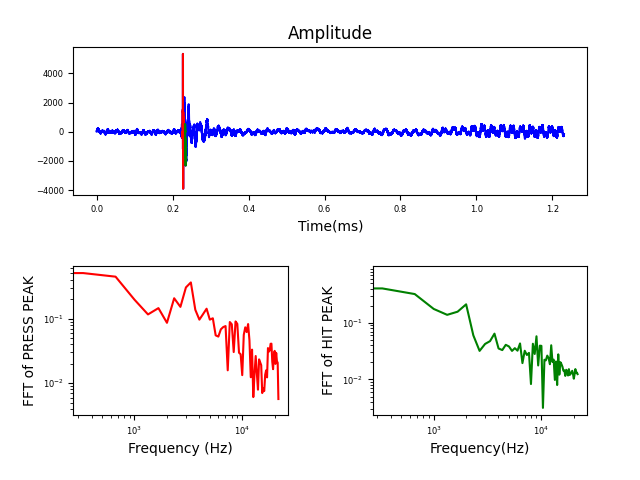 Amplitude
4000
2000
0
−2000
−4000
0.0 0.2 0.4 0.6 0.8 1.0 1.2
Time(ms)
FFT of PRESS PEAK
10⁻¹
10⁻²
10³ 10⁴
Frequency (Hz)
FFT of HIT PEAK
10⁻¹
10⁻²
10³ 10⁴
Frequency(Hz)